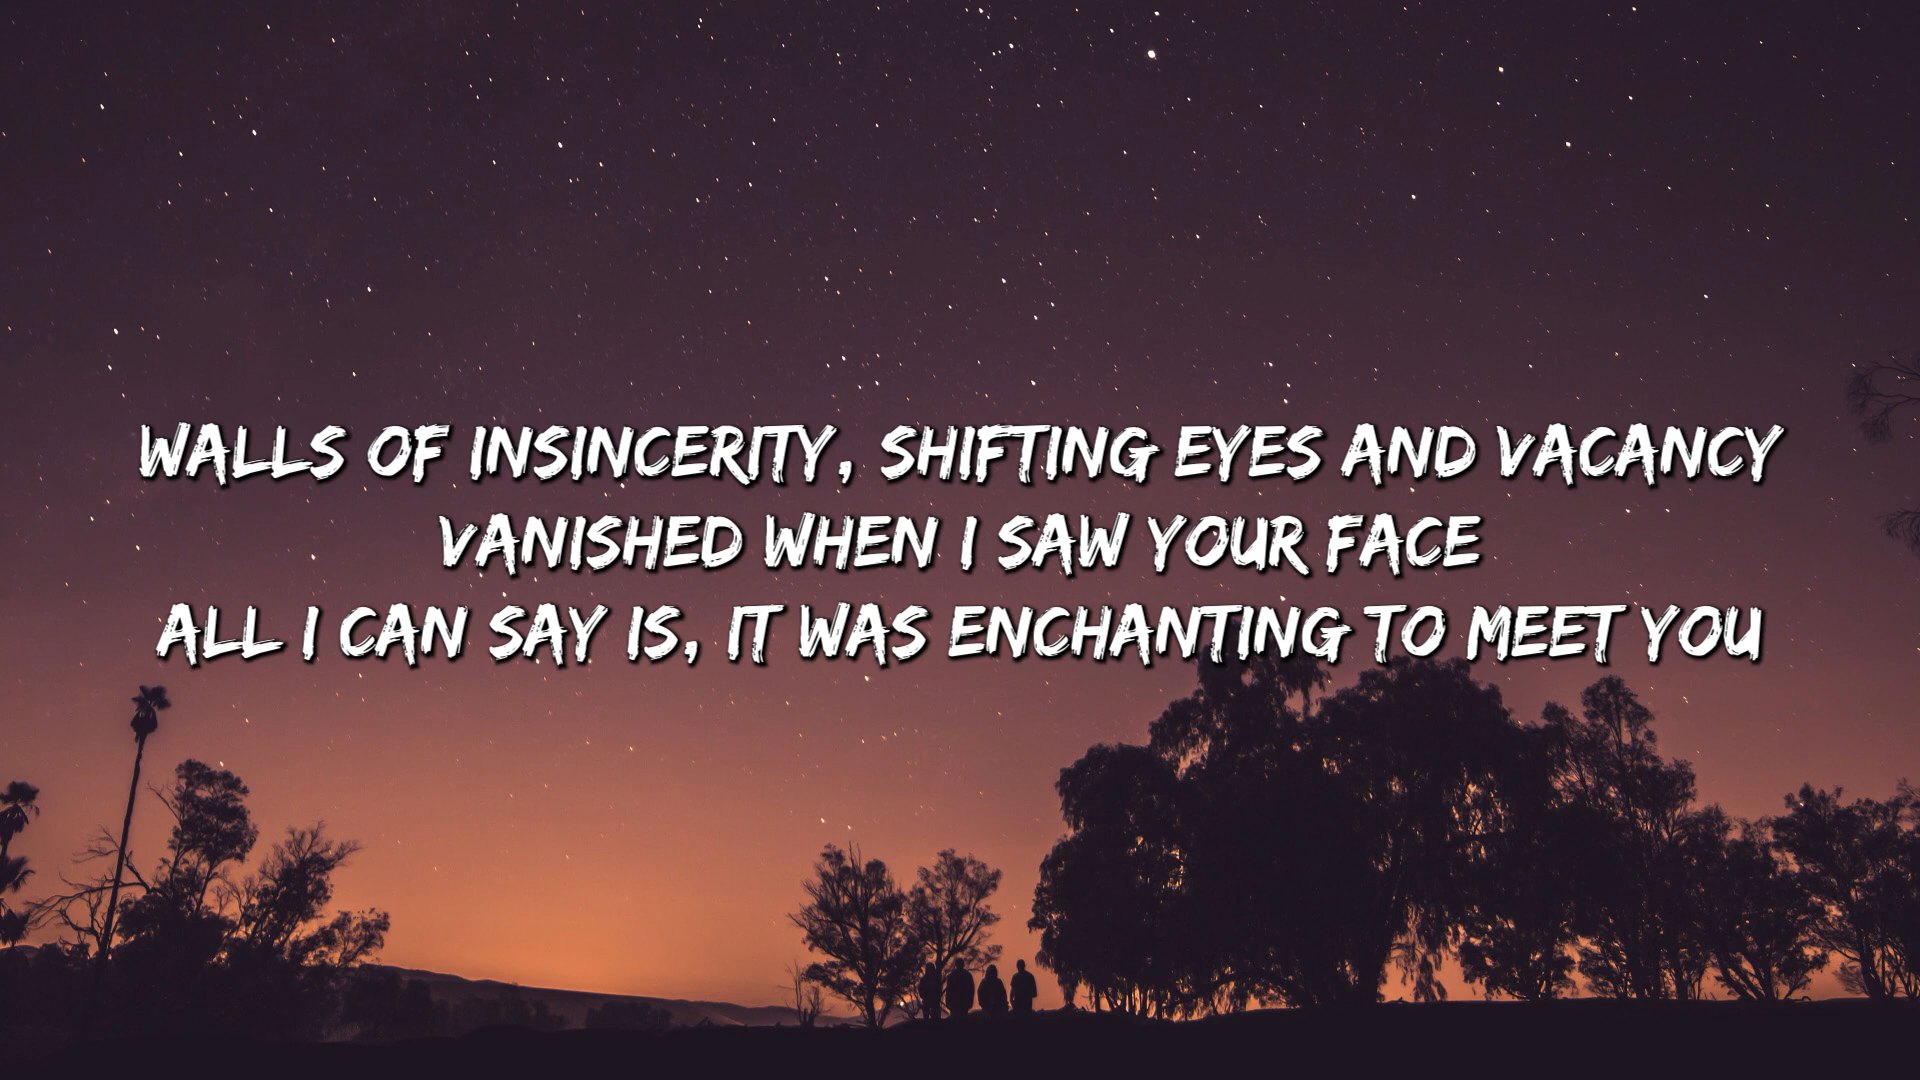 WALLS OF INSINCERITY, SHIFTING EYES AND VACANCY
VANISHED WHEN I SAW YOUR FACE
ALL I CAN SAY IS, IT WAS ENCHANTING TO MEET YOU